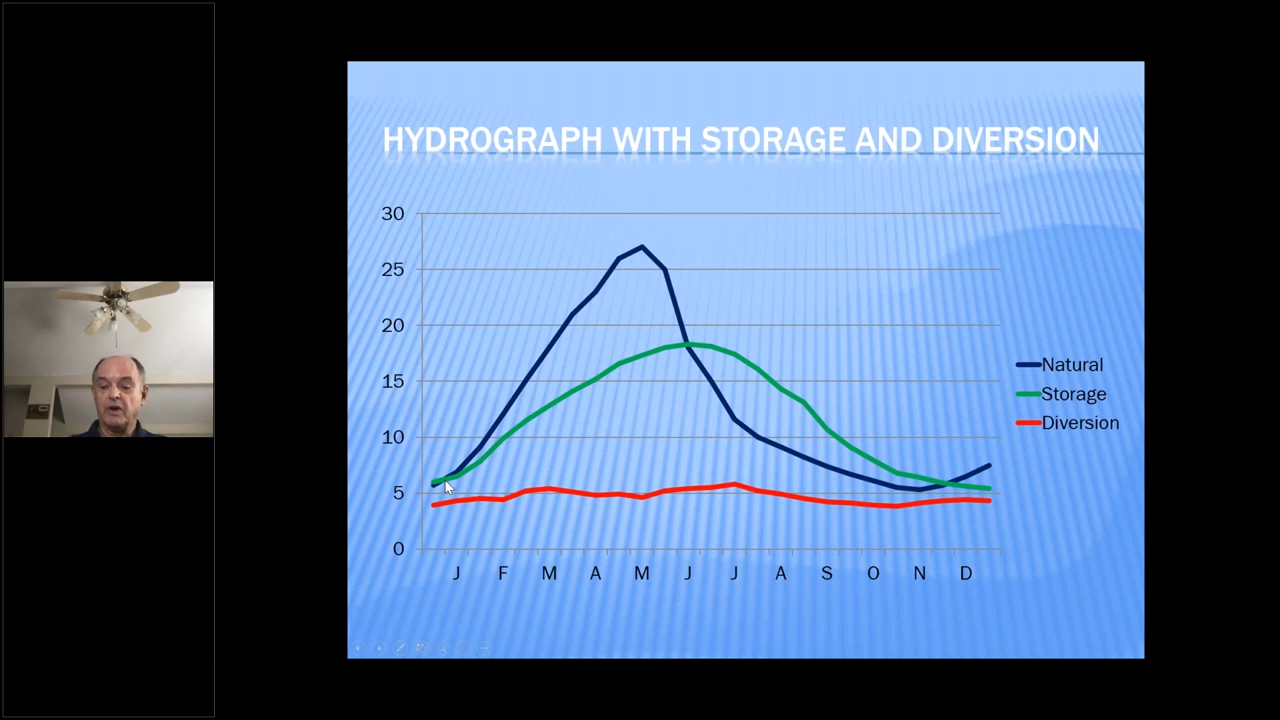 HYDROGRAPH WITH STORAGE AND DIVERSION
30
25
20
15
10
5
0
J F M A M J J A S O N D
Natural
Storage
Diversion